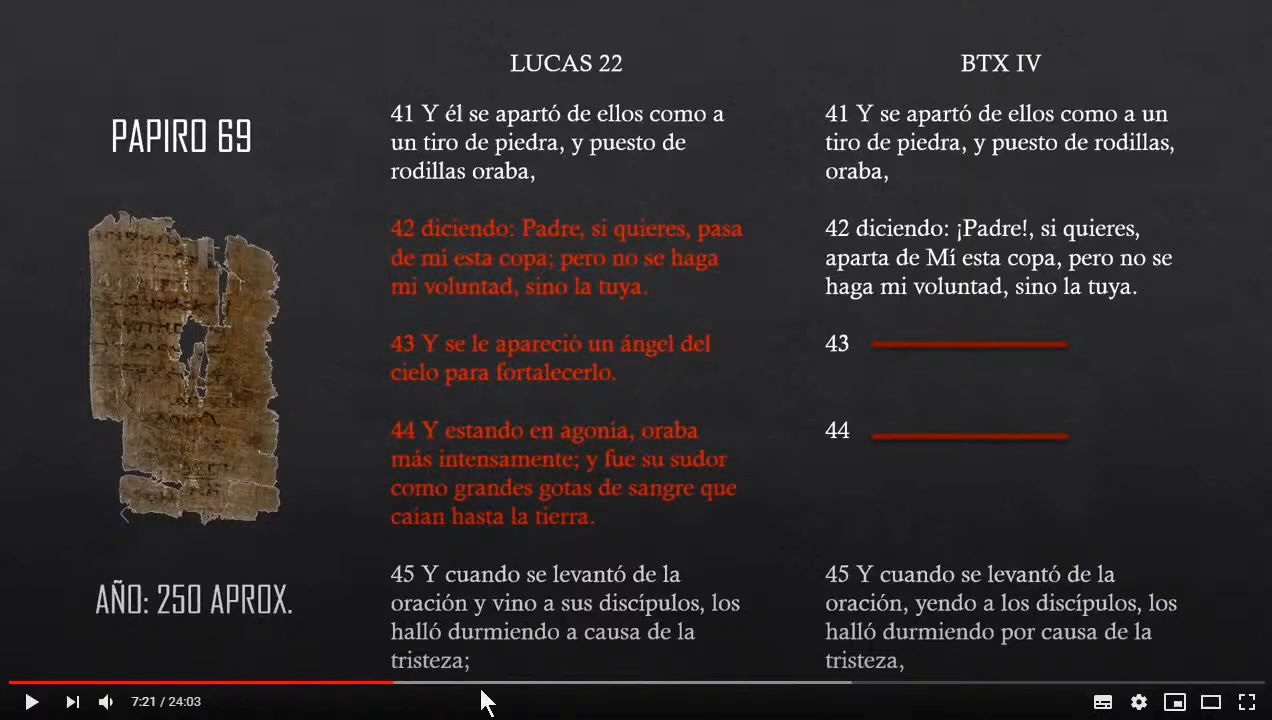 PAPIRO 69
AÑO: 250 APROX.
LUCAS 22
41 Y él se apartó de ellos como a
un tiro de piedra, y puesto de
rodillas oraba,
42 diciendo: Padre, si quieres, pasa
de mí esta copa; pero no se haga
mi voluntad, sino la tuya.
43 Y se le apareció un ángel del
cielo para fortalecerlo.
44 Y estando en agonía, oraba
más intensamente; y fue su sudor
como grandes gotas de sangre que
caían hasta la tierra.
45 Y cuando se levantó de la
oración y vino a sus discípulos, los
halló durmiendo a causa de la
tristeza;
BTX IV
41 Y se apartó de ellos como a un
tiro de piedra, y puesto de rodillas,
oraba,
42 diciendo: ¡Padre!, si quieres,
aparta de Mí esta copa, pero no se
haga mi voluntad, sino la tuya.
43
44
45 Y cuando se levantó de la
oración, yendo a los discípulos, los
halló durmiendo por causa de la
tristeza,
7:21 / 24:03